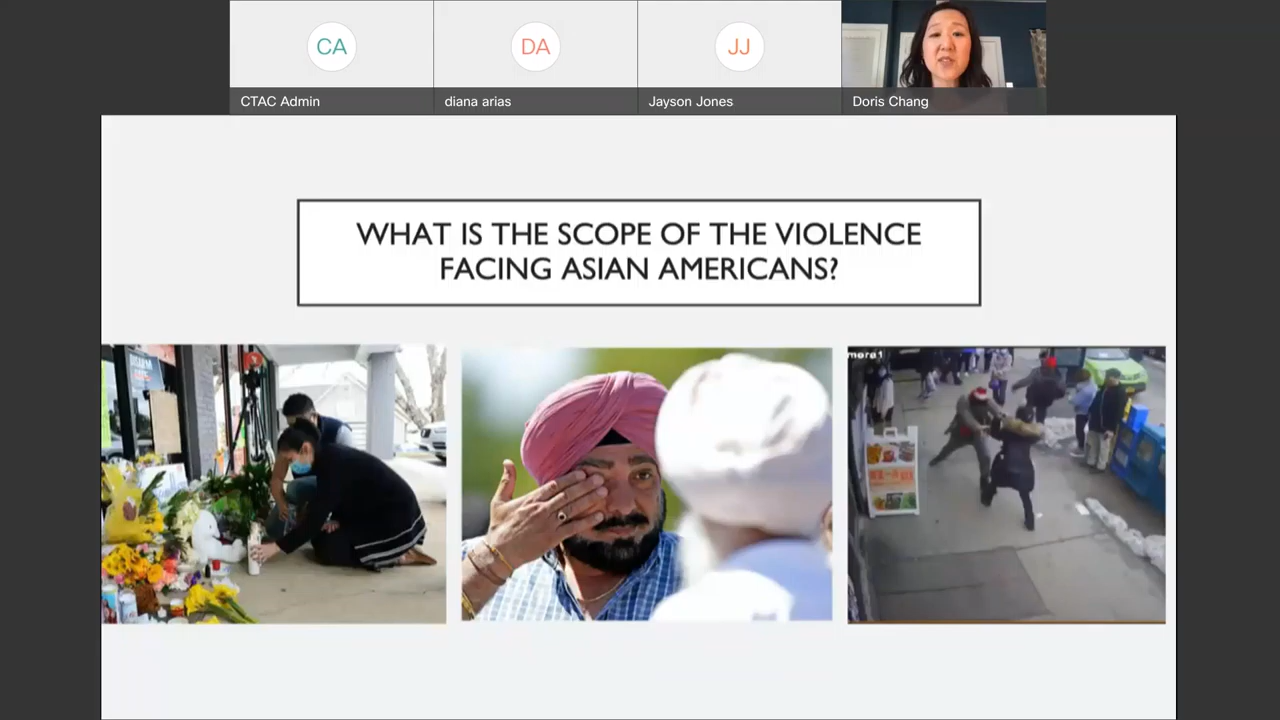 CA
DA
JJ
CTAC Admin
diana arias
Jayson Jones
Doris Chang
WHAT IS THE SCOPE OF THE VIOLENCE
FACING ASIAN AMERICANS?
more1